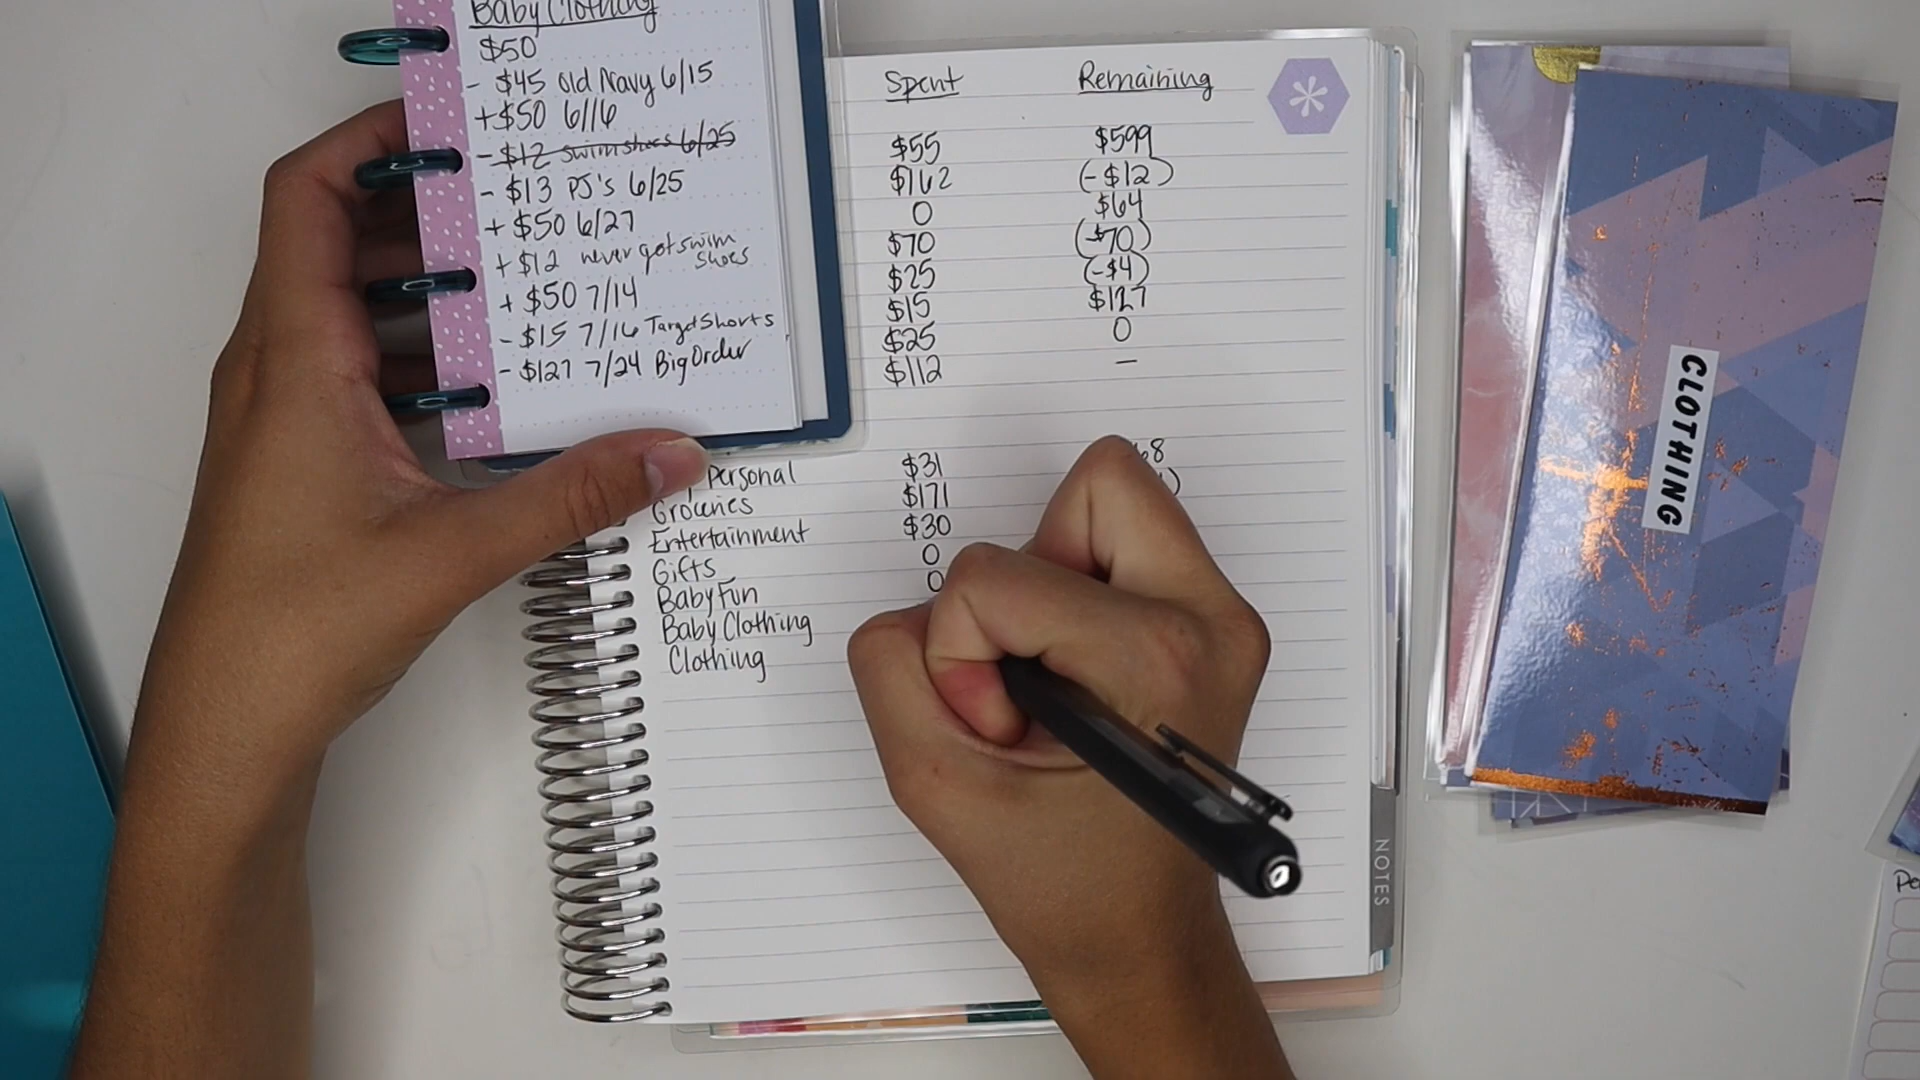 Baby Clothing
$50
- $45 Old Navy 6/15
+ $50 6/16
- $12 swim shoes 6/25
- $13 PJ's 6/25
+ $50 6/27
+ $12 never got swim
shoes
+ $50 7/14
- $15 7/16 Target Shorts
- $127 7/24 Big Order
Spent Remaining
$55 $599
$162 (-$12)
0 $64
$70 (-$70)
$25 (-$4)
$15 $127
$25 0
$112 —
Personal $31 68
Groceries $171
Entertainment $30
Gifts 0
Baby Fun 0
Baby Clothing
Clothing
NOTES
CLOTHING
Pe